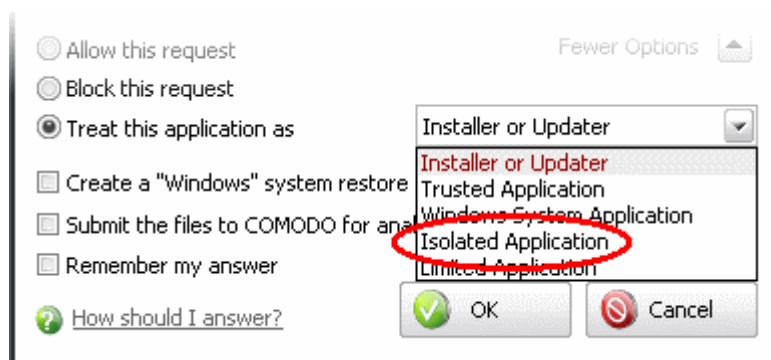 Allow this request
Fewer Options
Block this request
Treat this application as
Installer or Updater
Installer or Updater
Create a "Windows" system restore
Trusted Application
Windows System Application
Submit the files to COMODO for ana
Isolated Application
Remember my answer
Limited Application
How should I answer?
OK
Cancel